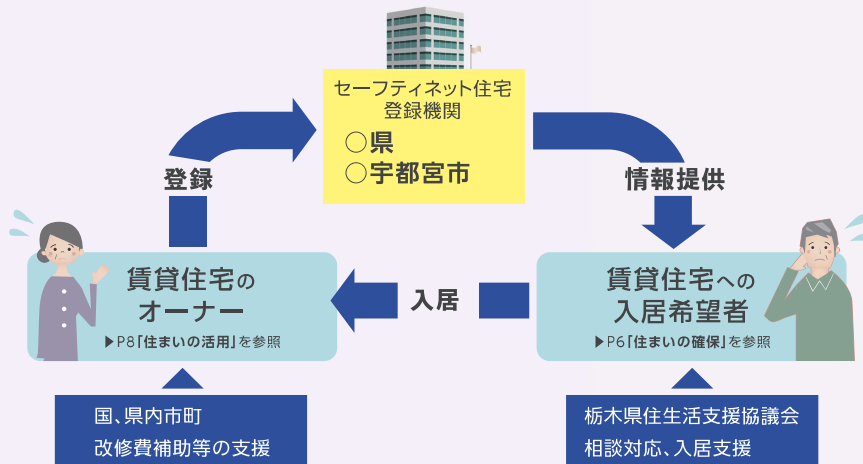 セーフティネット住宅
登録機関
○県
○宇都宮市
登録
情報提供
賃貸住宅の
オーナー
▶P8「住まいの活用」を参照
入居
賃貸住宅への
入居希望者
▶P6「住まいの確保」を参照
国、県内市町
改修費補助等の支援
栃木県住生活支援協議会
相談対応、入居支援